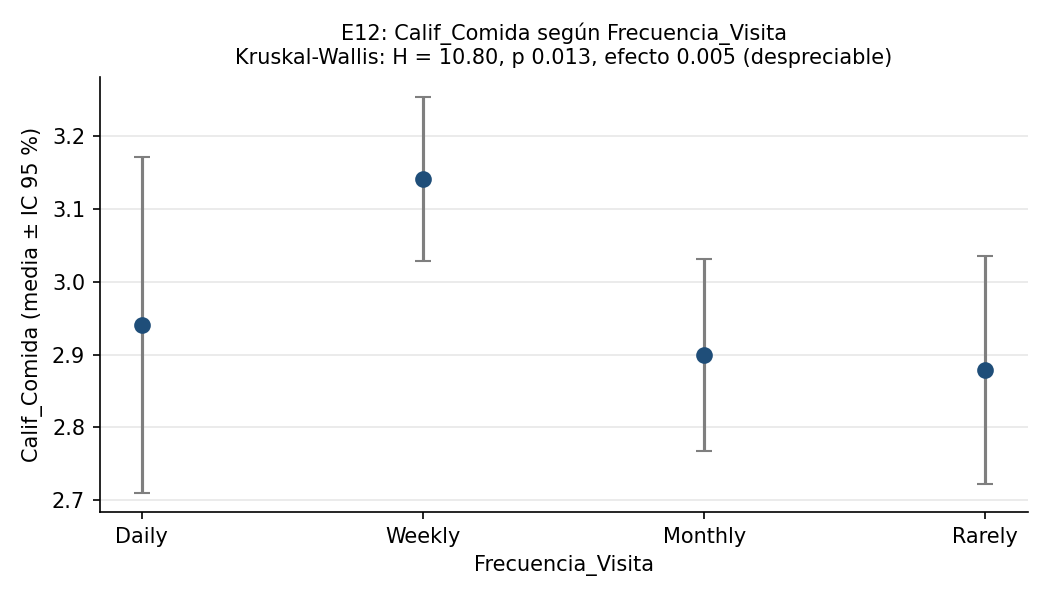 E12: Calif_Comida según Frecuencia_Visita
Kruskal-Wallis: H = 10.80, p 0.013, efecto 0.005 (despreciable)
Calif_Comida (media ± IC 95 %)
3.2
3.1
3.0
2.9
2.8
2.7
Daily Weekly Monthly Rarely
Frecuencia_Visita